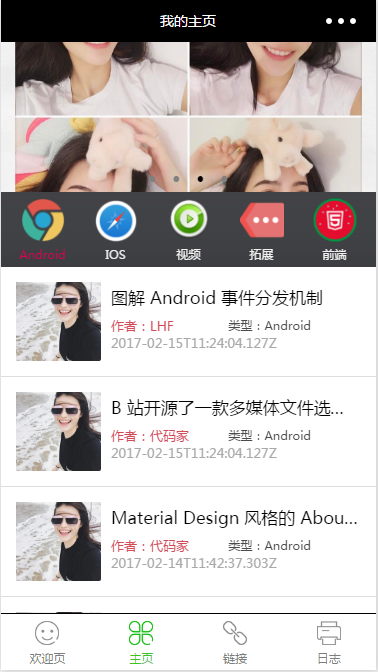 我的主页
Android
IOS
视频
拓展
前端
图解 Android 事件分发机制
作者：LHF 类型：Android
2017-02-15T11:24:04.127Z
B 站开源了一款多媒体文件选...
作者：代码家 类型：Android
2017-02-15T11:24:04.127Z
Material Design 风格的 Abou...
作者：代码家 类型：Android
2017-02-14T11:42:37.303Z
欢迎页
主页
链接
日志